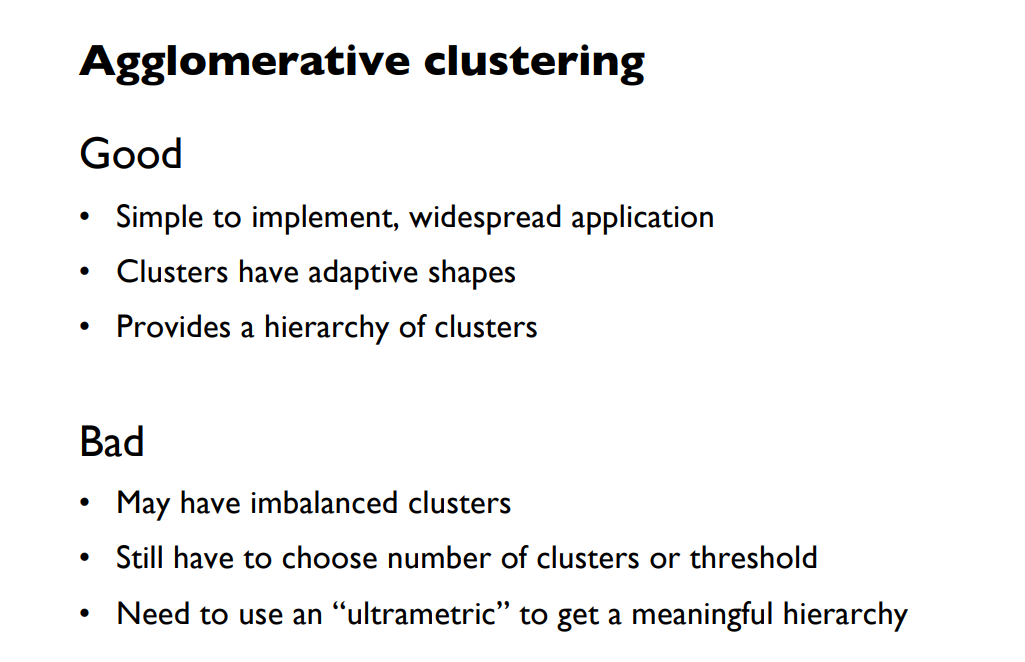 Agglomerative clustering
Good
• Simple to implement, widespread application
• Clusters have adaptive shapes
• Provides a hierarchy of clusters
Bad
• May have imbalanced clusters
• Still have to choose number of clusters or threshold
• Need to use an “ultrametric” to get a meaningful hierarchy